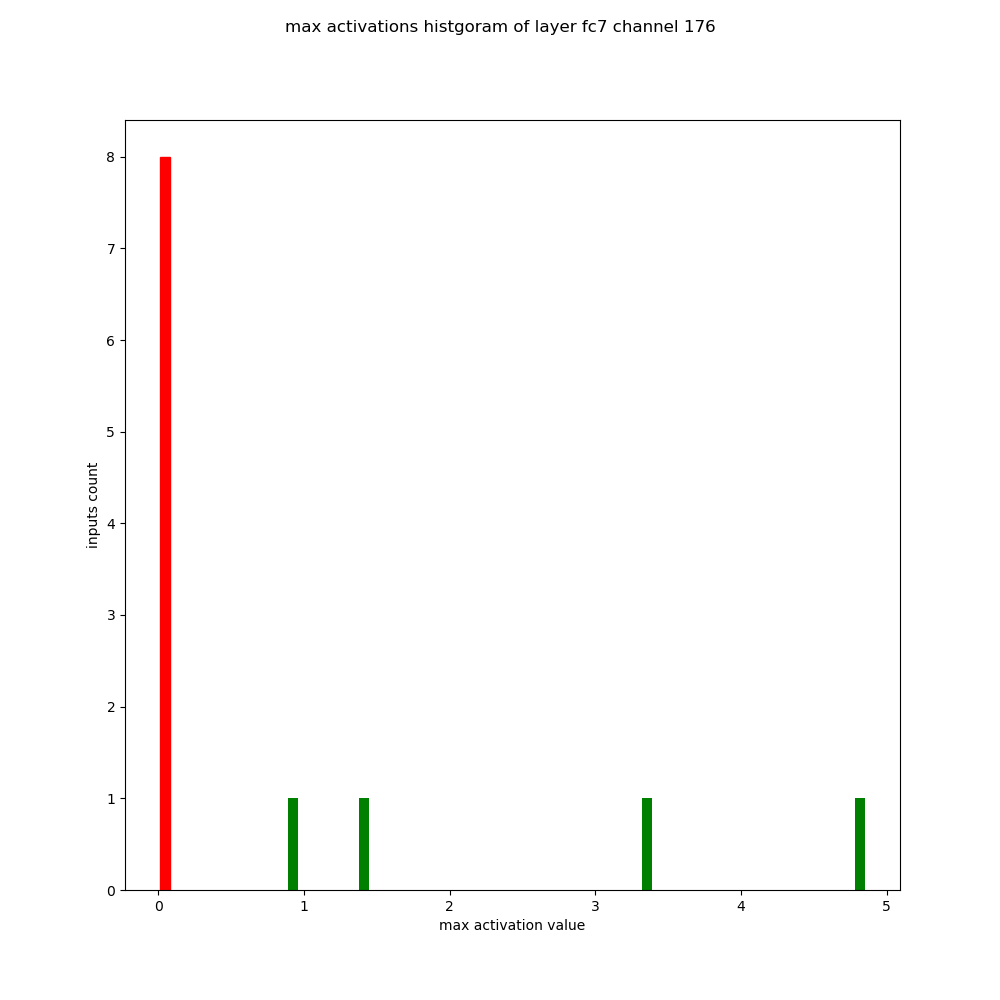 max activations histgoram of layer fc7 channel 176
8
7
6
5
4
3
2
1
0
inputs count
0 1 2 3 4 5
max activation value